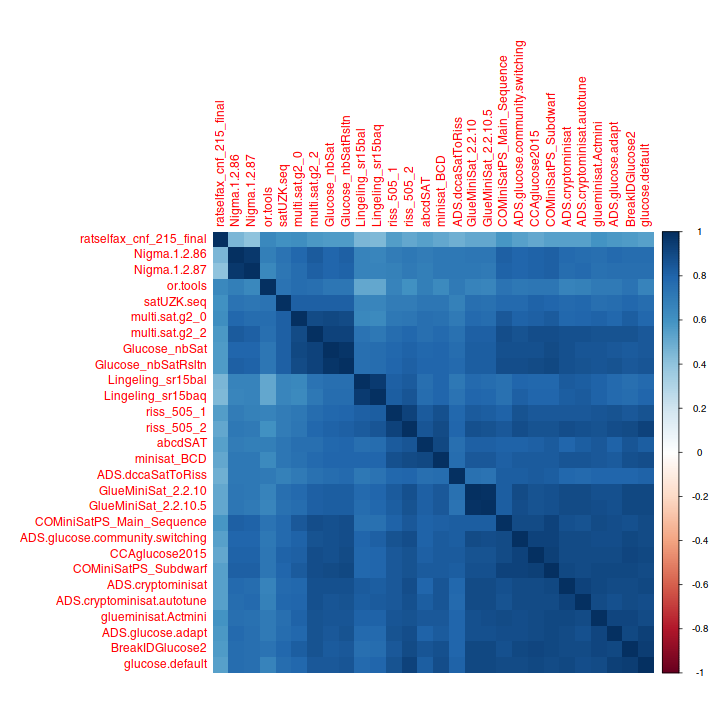 ratselfax_cnf_215_final
Nigma.1.2.86
Nigma.1.2.87
or.tools
satUZK.seq
multi.sat.g2_0
multi.sat.g2_2
Glucose_nbSat
Glucose_nbSatRsltn
Lingeling_sr15bal
Lingeling_sr15baq
riss_505_1
riss_505_2
abcdSAT
minisat_BCD
ADS.dccaSatToRiss
GlueMiniSat_2.2.10
GlueMiniSat_2.2.10.5
COMiniSatPS_Main_Sequence
ADS.glucose.community.switching
CCAglucose2015
COMiniSatPS_Subdwarf
ADS.cryptominisat
ADS.cryptominisat.autotune
glueminisat.Actmini
ADS.glucose.adapt
BreakIDGlucose2
glucose.default
ratselfax_cnf_215_final
Nigma.1.2.86
Nigma.1.2.87
or.tools
satUZK.seq
multi.sat.g2_0
multi.sat.g2_2
Glucose_nbSat
Glucose_nbSatRsltn
Lingeling_sr15bal
Lingeling_sr15baq
riss_505_1
riss_505_2
abcdSAT
minisat_BCD
ADS.dccaSatToRiss
GlueMiniSat_2.2.10
GlueMiniSat_2.2.10.5
COMiniSatPS_Main_Sequence
ADS.glucose.community.switching
CCAglucose2015
COMiniSatPS_Subdwarf
ADS.cryptominisat
ADS.cryptominisat.autotune
glueminisat.Actmini
ADS.glucose.adapt
BreakIDGlucose2
glucose.default
1
0.8
0.6
0.4
0.2
0
-0.2
-0.4
-0.6
-0.8
-1